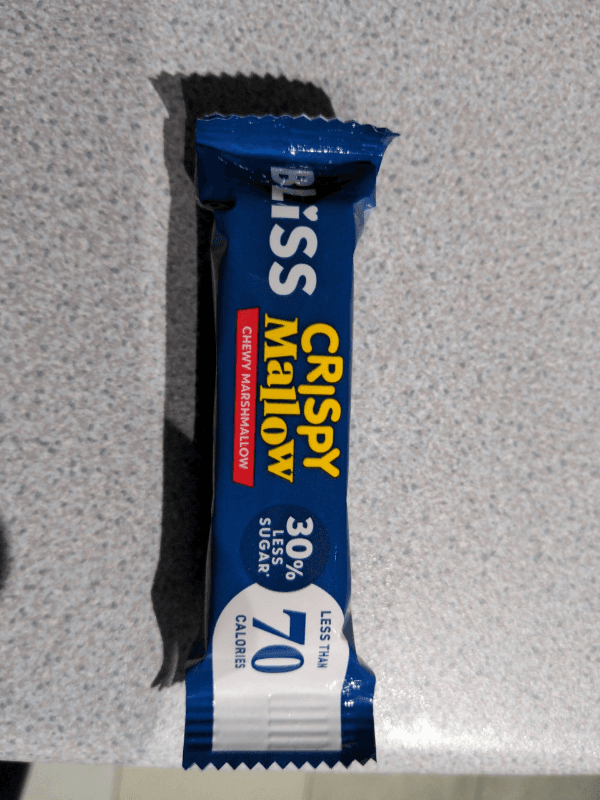 BLiSS
CRISPY
Mallow
CHEWY MARSHMALLOW
30%
LESS
SUGAR*
LESS THAN
70
CALORIES